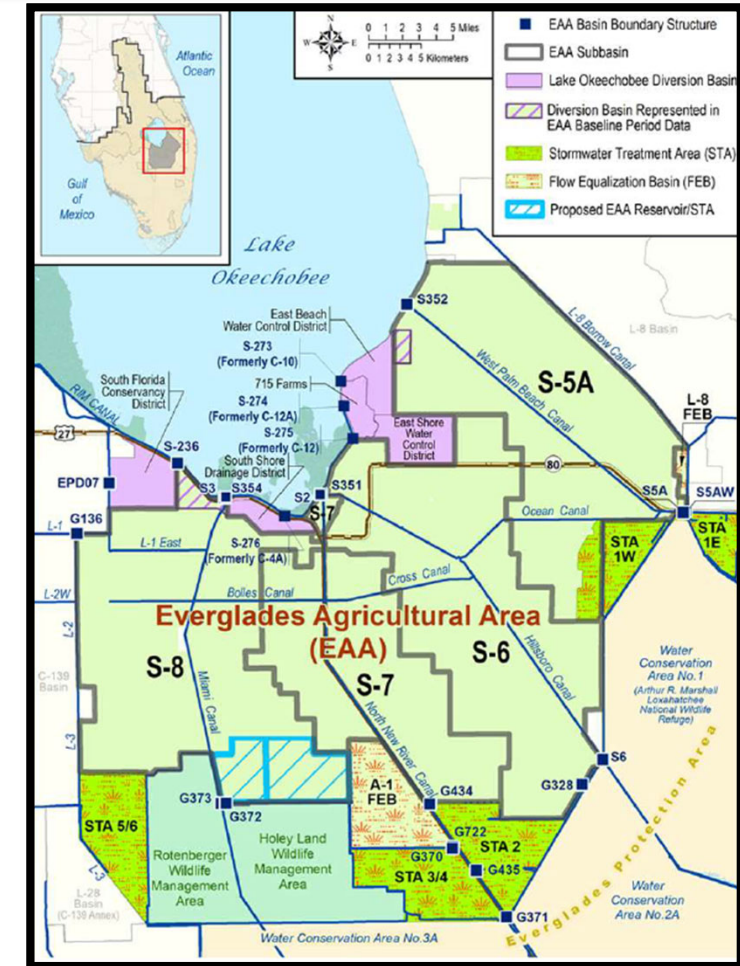 Atlantic
Ocean
Gulf
of
Mexico
N
W
E
S
0 1 2 3 4 5 Miles
0 1 2 3 4 5 Kilometers
EAA Basin Boundary Structure
EAA Subbasin
Lake Okeechobee Diversion Basin
Diversion Basin Represented in
EAA Baseline Period Data
Stormwater Treatment Area (STA)
Flow Equalization Basin (FEB)
Proposed EAA Reservoir/STA
Lake
Okeechobee
S352
East Beach
Water Control District
S-273
(Formerly C-10)
715 Farms
S-274
(Formerly C-12A)
S-275
(Formerly C-12)
South Shore
Drainage District
East Shore
Water
Control
District
South Florida
Conservancy
District
RIM CANAL
27
S-236
EPD07
S3
S354
S2
S351
S-7
S-276
(Formerly C-4A)
L-8 Borrow Canal
L-8 Basin
West Palm Beach Canal
S-5A
L-8
FEB
80
S5A
S5AW
Ocean Canal
STA
1W
STA
1E
L-1
G136
L-1 East
L-2W
Bolles Canal
Cross Canal
Everglades Agricultural Area
(EAA)
L-2
S-8
S-7
S-6
Hillsboro Canal
Miami Canal
North New River Canal
C-139
Basin
L-3
Water
Conservation
Area No.1
(Arthur R. Marshall
Loxahatchee
National Wildlife
Refuge)
S6
G328
G373
G372
A-1
FEB
G434
G722
G370
STA 2
G435
STA 3/4
G371
STA 5/6
L-3
L-28
Basin
(C-139 Annex)
Rotenberger
Wildlife
Management
Area
Holey Land
Wildlife
Management
Area
Everglades Protection Area
Water
Conservation
Area No.2A
Water Conservation Area No.3A